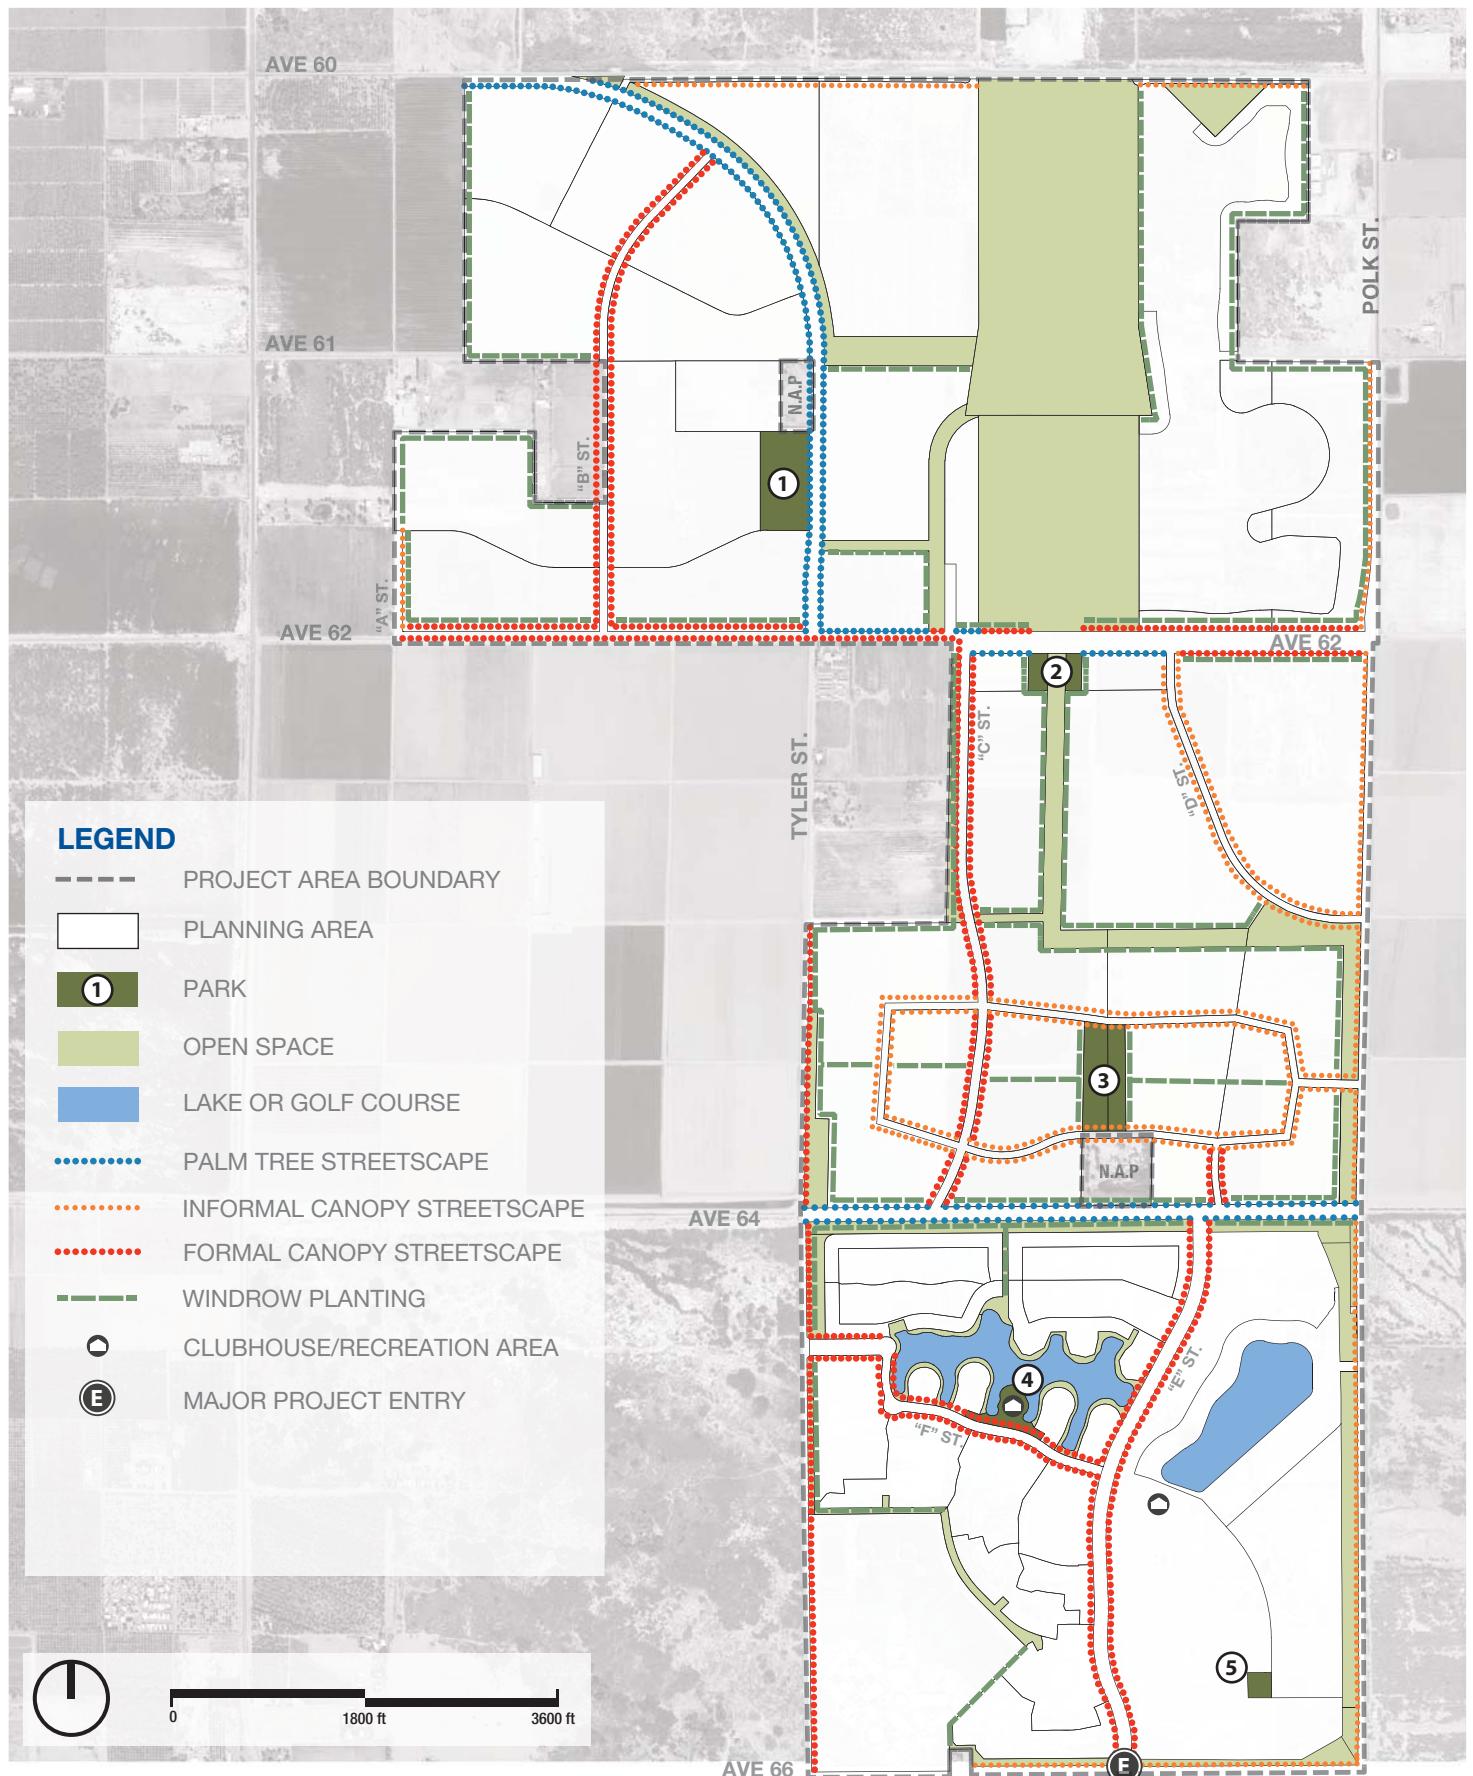 AVE 60
POLK ST.
AVE 61
N.A.P
"B" ST.
1
"A" ST.
AVE 62
AVE 62
2
"C" ST.
TYLER ST.
"D" ST.
LEGEND
PROJECT AREA BOUNDARY
PLANNING AREA
1 PARK
OPEN SPACE
LAKE OR GOLF COURSE
PALM TREE STREETSCAPE
INFORMAL CANOPY STREETSCAPE
FORMAL CANOPY STREETSCAPE
WINDROW PLANTING
CLUBHOUSE/RECREATION AREA
E MAJOR PROJECT ENTRY
3
N.A.P
AVE 64
4
"E" ST.
"F" ST.
5
0 1800 ft 3600 ft
AVE 66
E